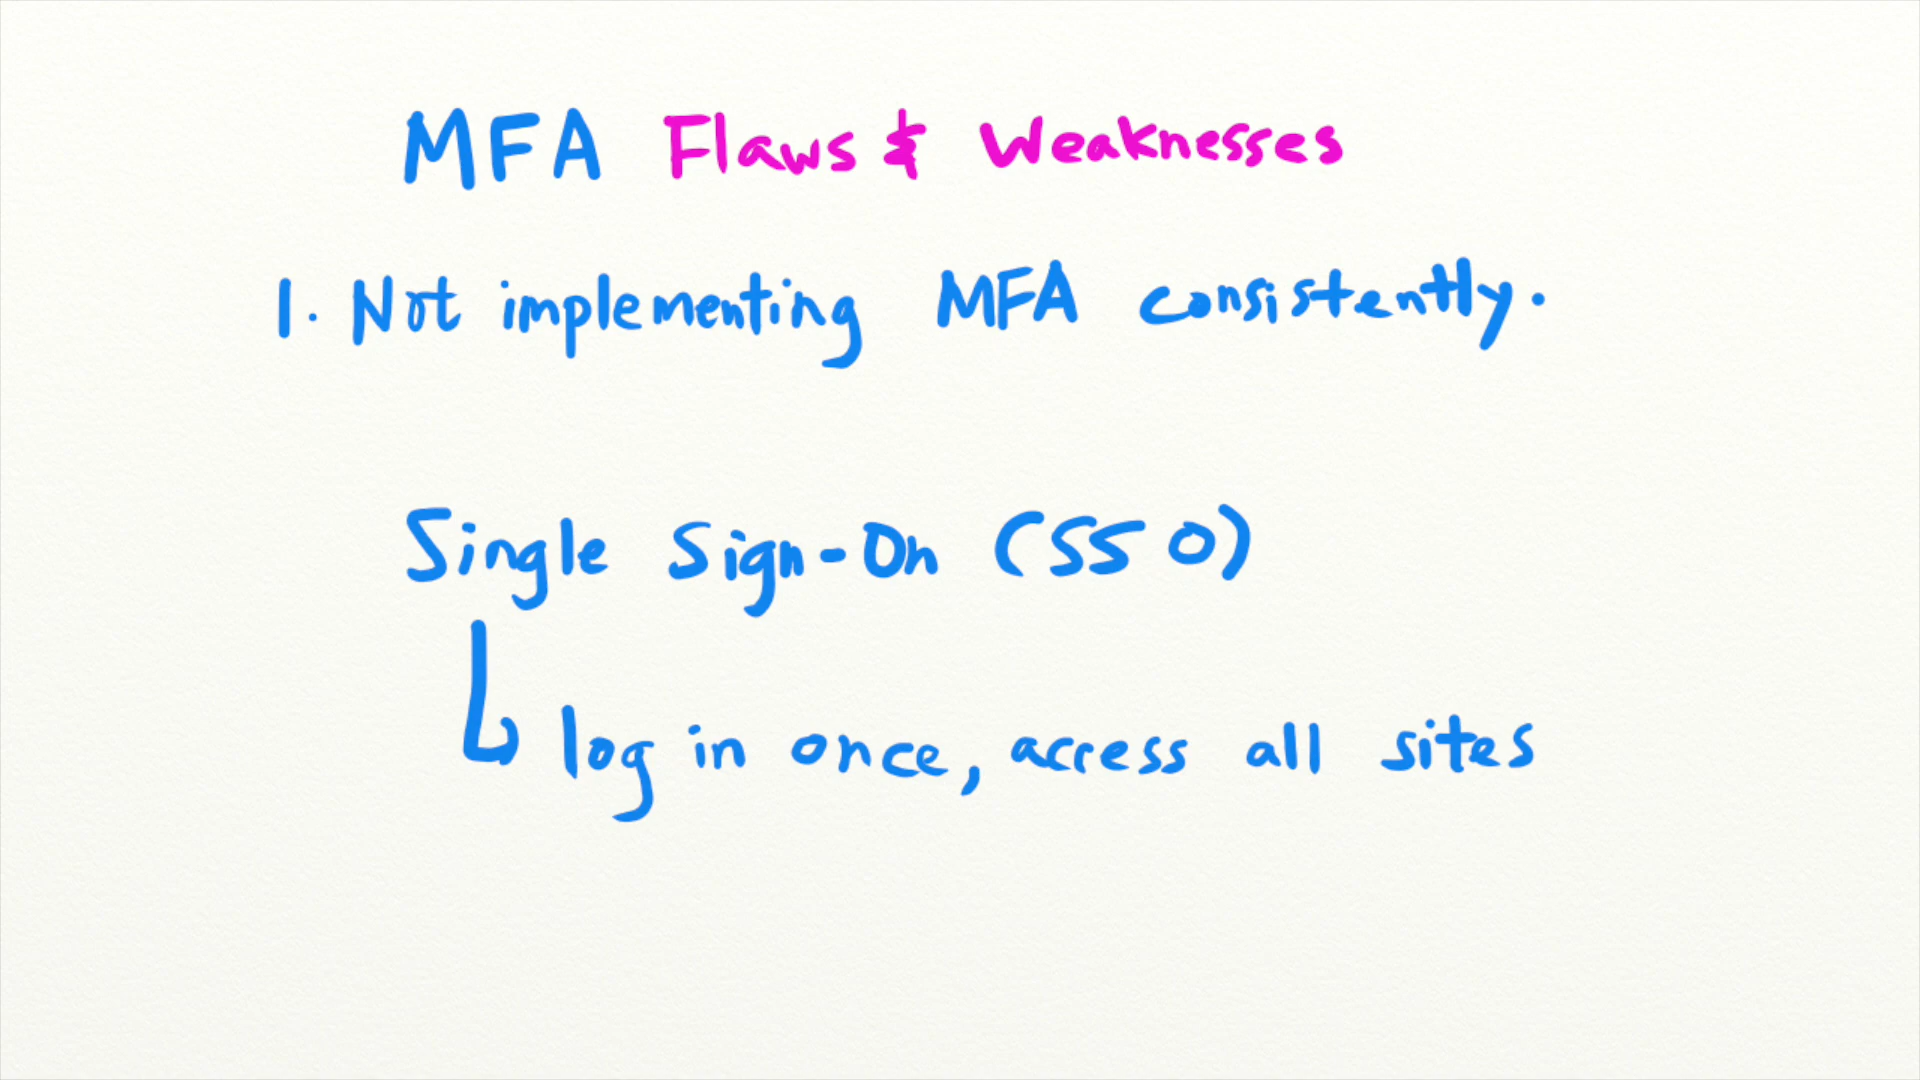 MFA Flaws & Weaknesses
1. Not implementing MFA consistently.
Single Sign-On (SSO)
log in once, access all sites